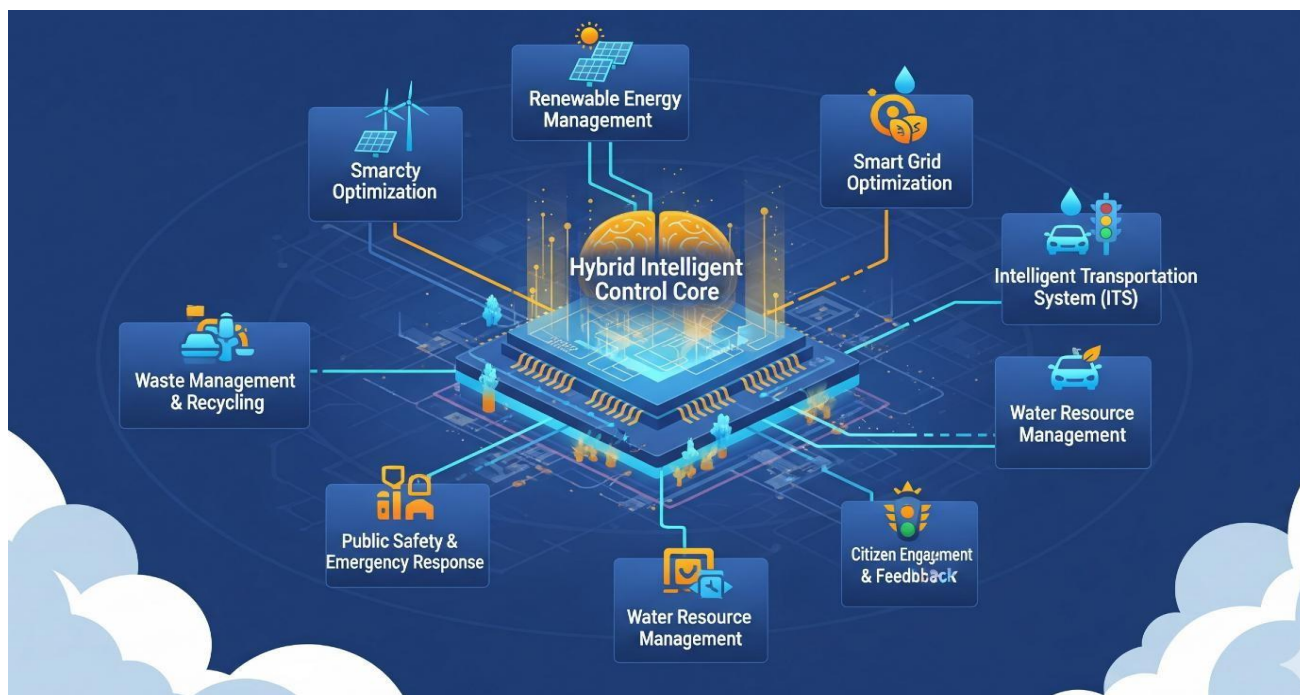 Renewable Energy
Management
Smarcty
Optimization
Smart Grid
Optimization
Hybrid Intelligent
Control Core
Intelligent Transportation
System (ITS)
Waste Management
& Recycling
Water Resource
Management
Public Safety &
Emergency Response
Citizen Engagement
& Feedbback
Water Resource
Management